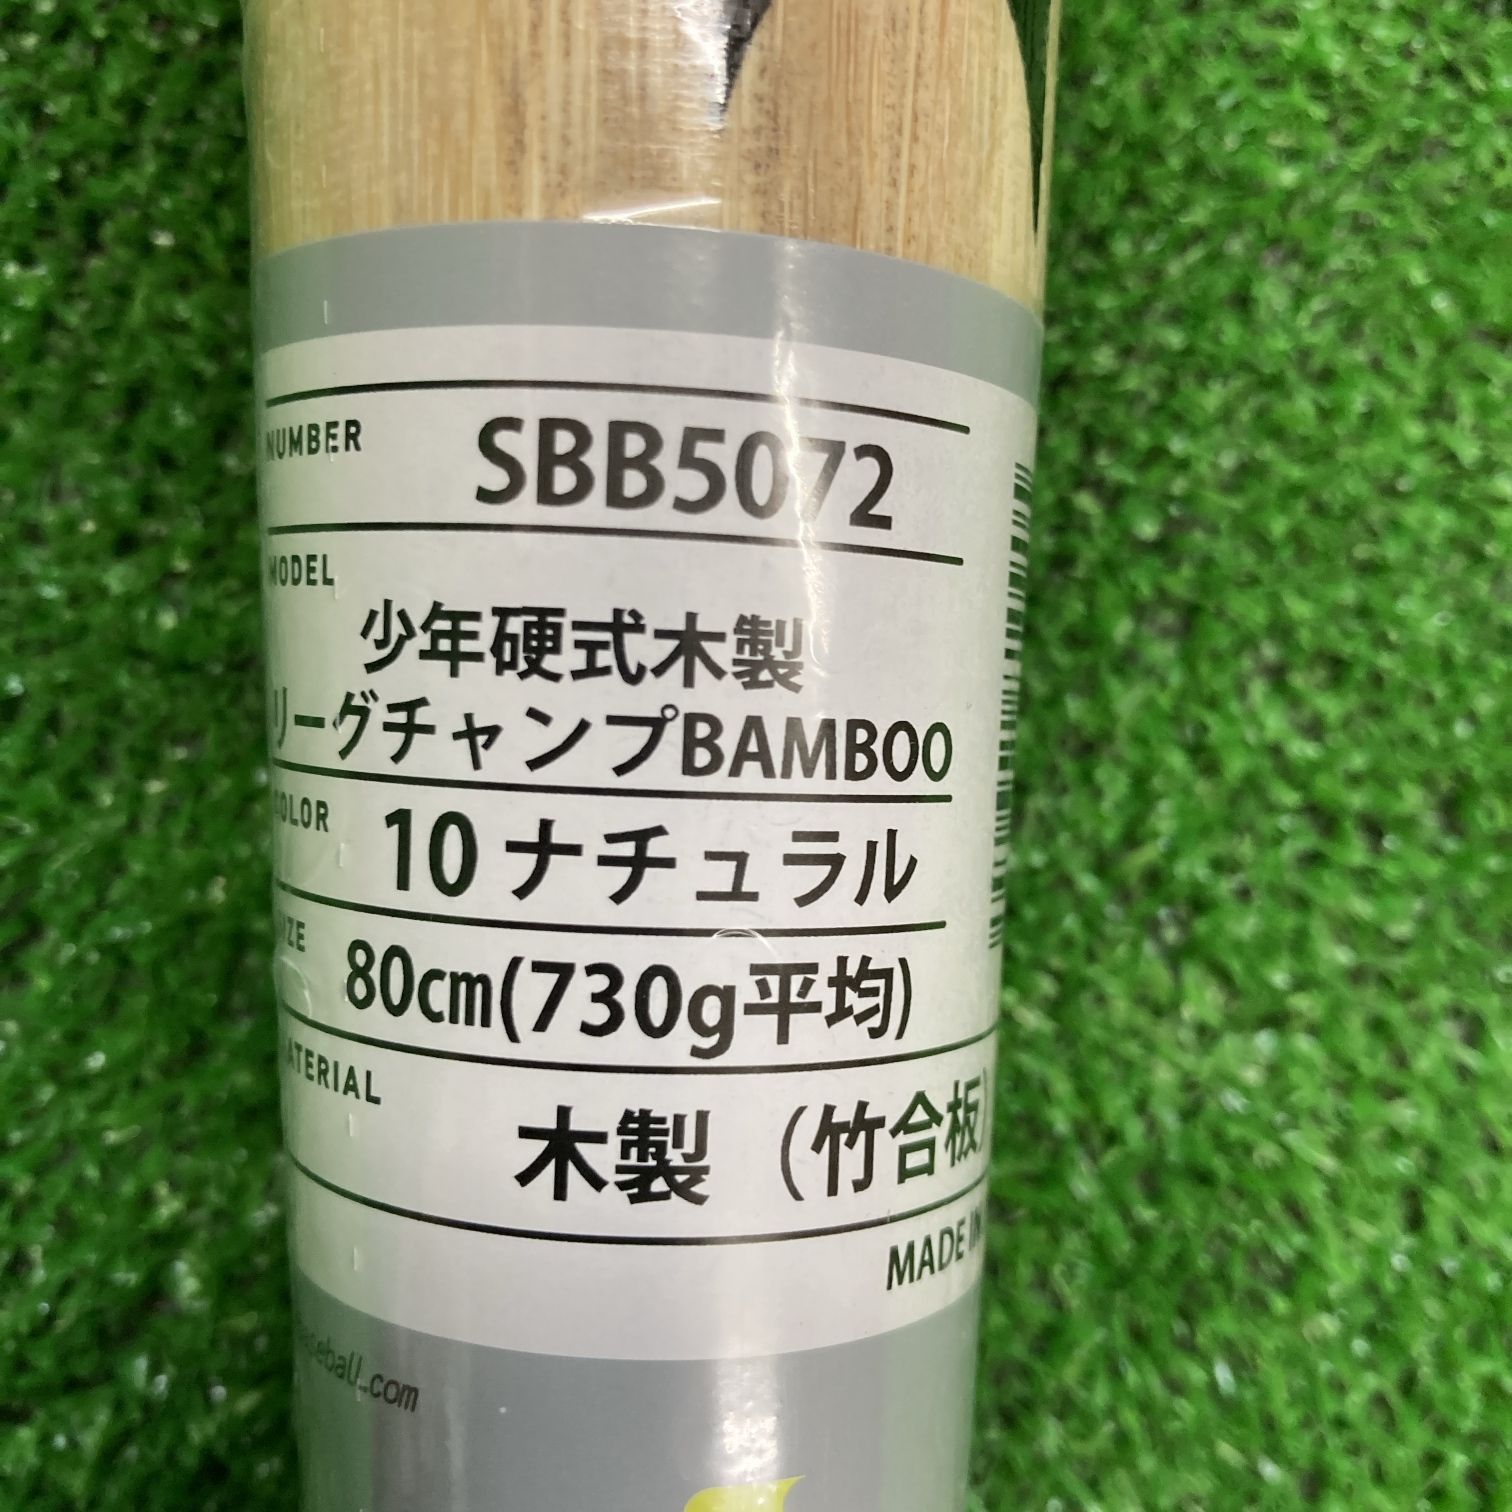 NUMBER SBB5072
MODEL
少年硬式木製
リーグチャンプBAMBOO
COLOR 10 ナチュラル
SIZE 80cm(730g平均)
MATERIAL
木製 (竹合板)
MADE IN